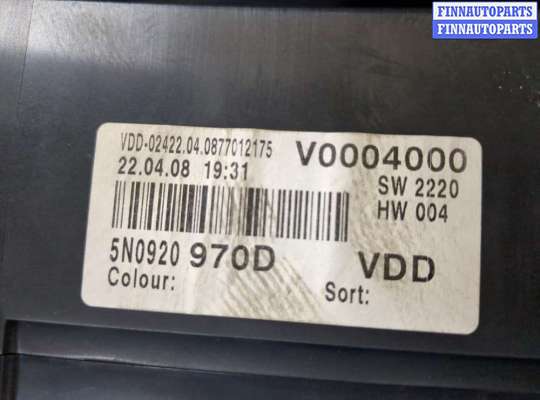 FINNAUTOPARTS
FINNAUTOPARTS
VDD-02422.04.0877012175
V0004000
22.04.08 19:31
SW 2220
HW 004
5N0920 970D
VDD
Colour:
Sort: